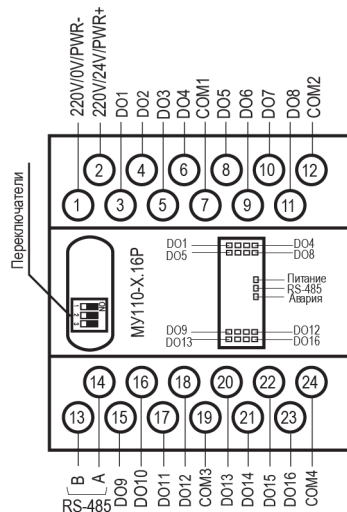 220V/0V/PWR-
220V/24V/PWR+
DO1
DO2
DO3
DO4
COM1
DO5
DO6
DO7
DO8
COM2
2
4
6
8
10
12
1
3
5
7
9
11
Переключатели
ON
1
2
3
МУ110-Х.16Р
DO1
DO4
DO5
DO8
Питание
RS-485
Авария
DO9
DO12
DO13
DO16
14
16
18
20
22
24
13
15
17
19
21
23
B
A
RS-485
DO9
DO10
DO11
DO12
COM3
DO13
DO14
DO15
DO16
COM4